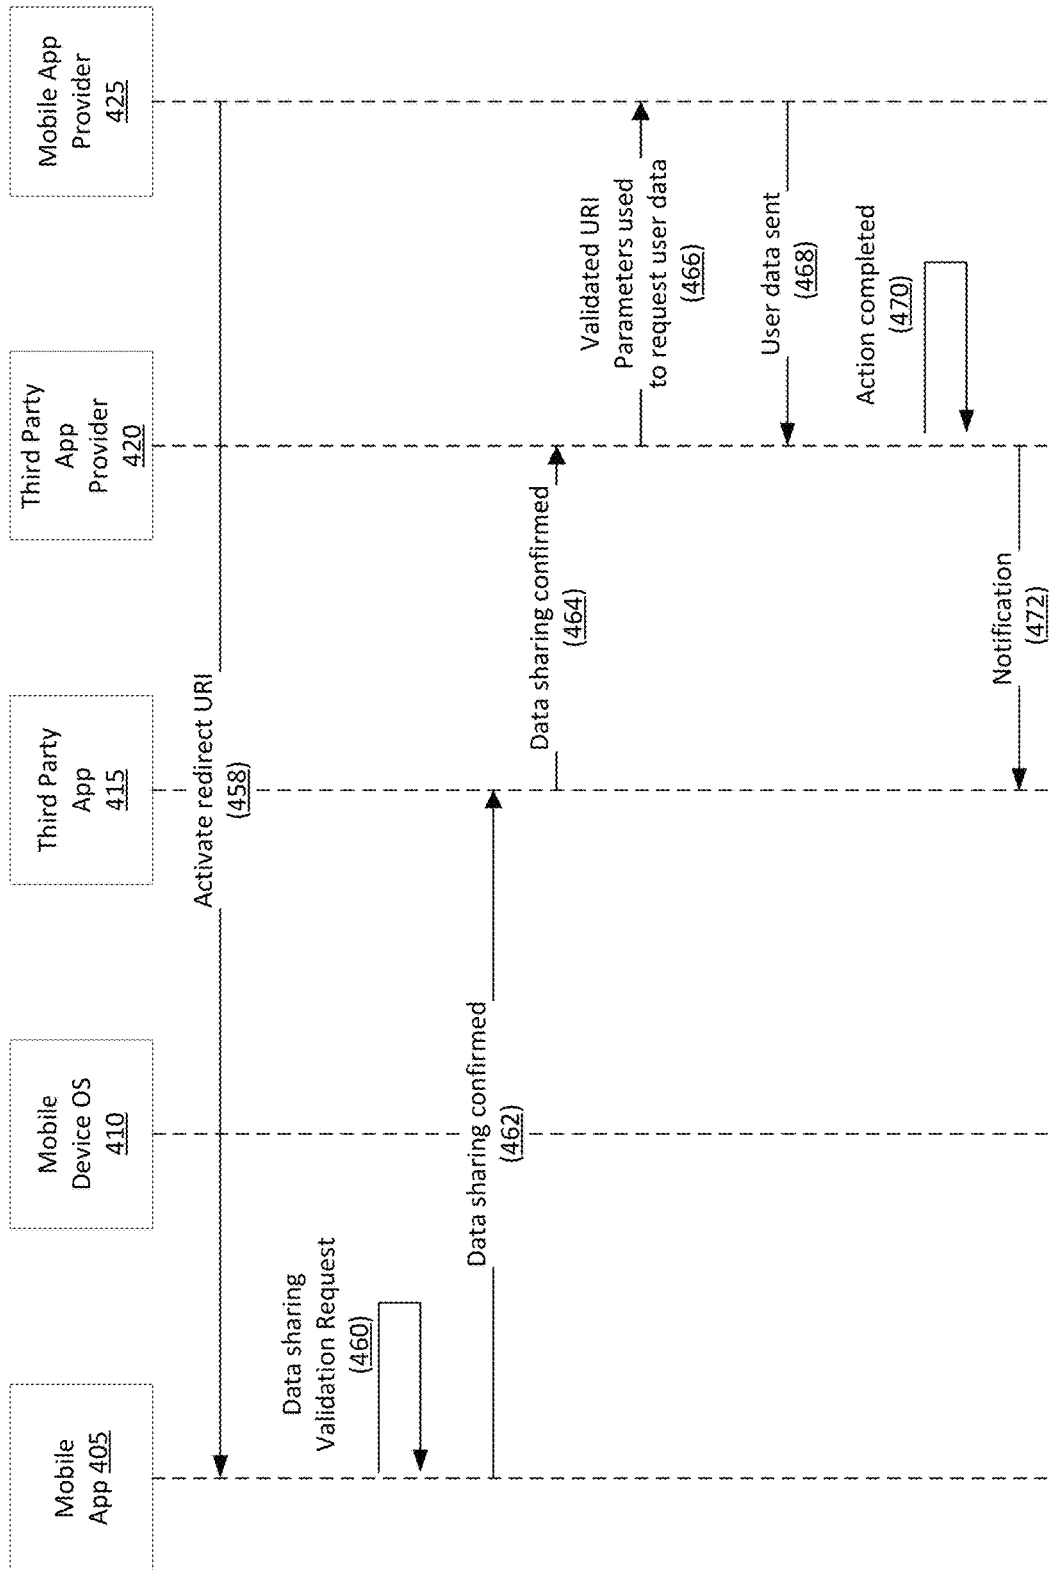 Mobile
App 405
Mobile
Device OS
410
Third Party
App
415
Third Party
App
Provider
420
Mobile App
Provider
425
Activate redirect URI
(458)
Data sharing
Validation Request
(460)
Data sharing confirmed
(462)
Data sharing confirmed
(464)
Validated URI
Parameters used
to request user data
(466)
User data sent
(468)
Action completed
(470)
Notification
(472)